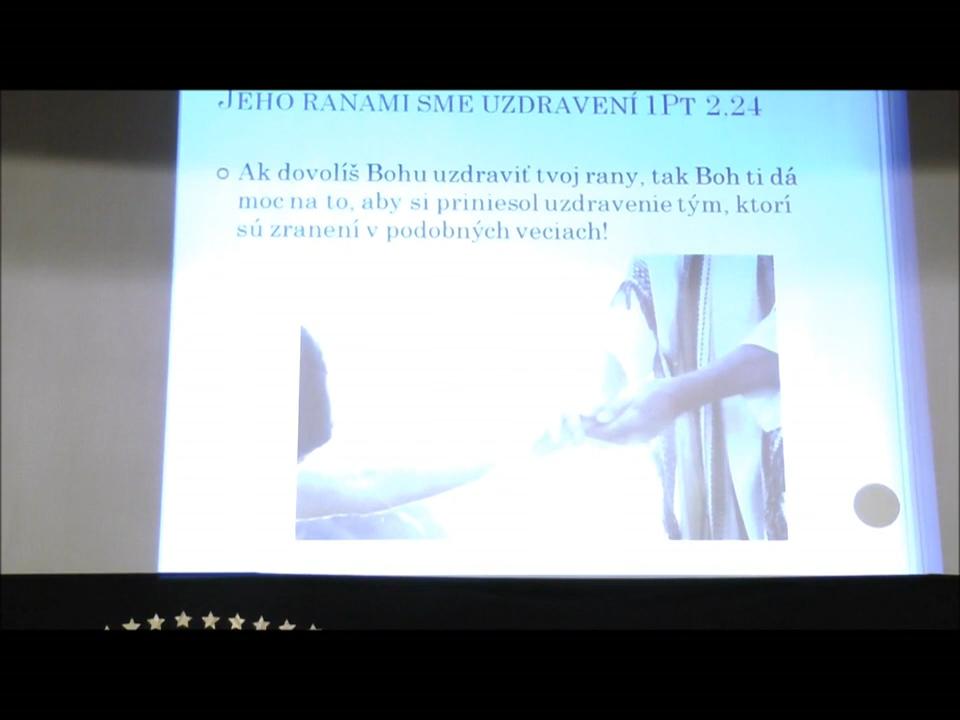 JEHO RANAMI SME UZDRAVENÍ 1PT 2.24
Ak dovolíš Bohu uzdraviť tvoj rany, tak Boh ti dá
moc na to, aby si priniesol uzdravenie tým, ktorí
sú zranení v podobných veciach!